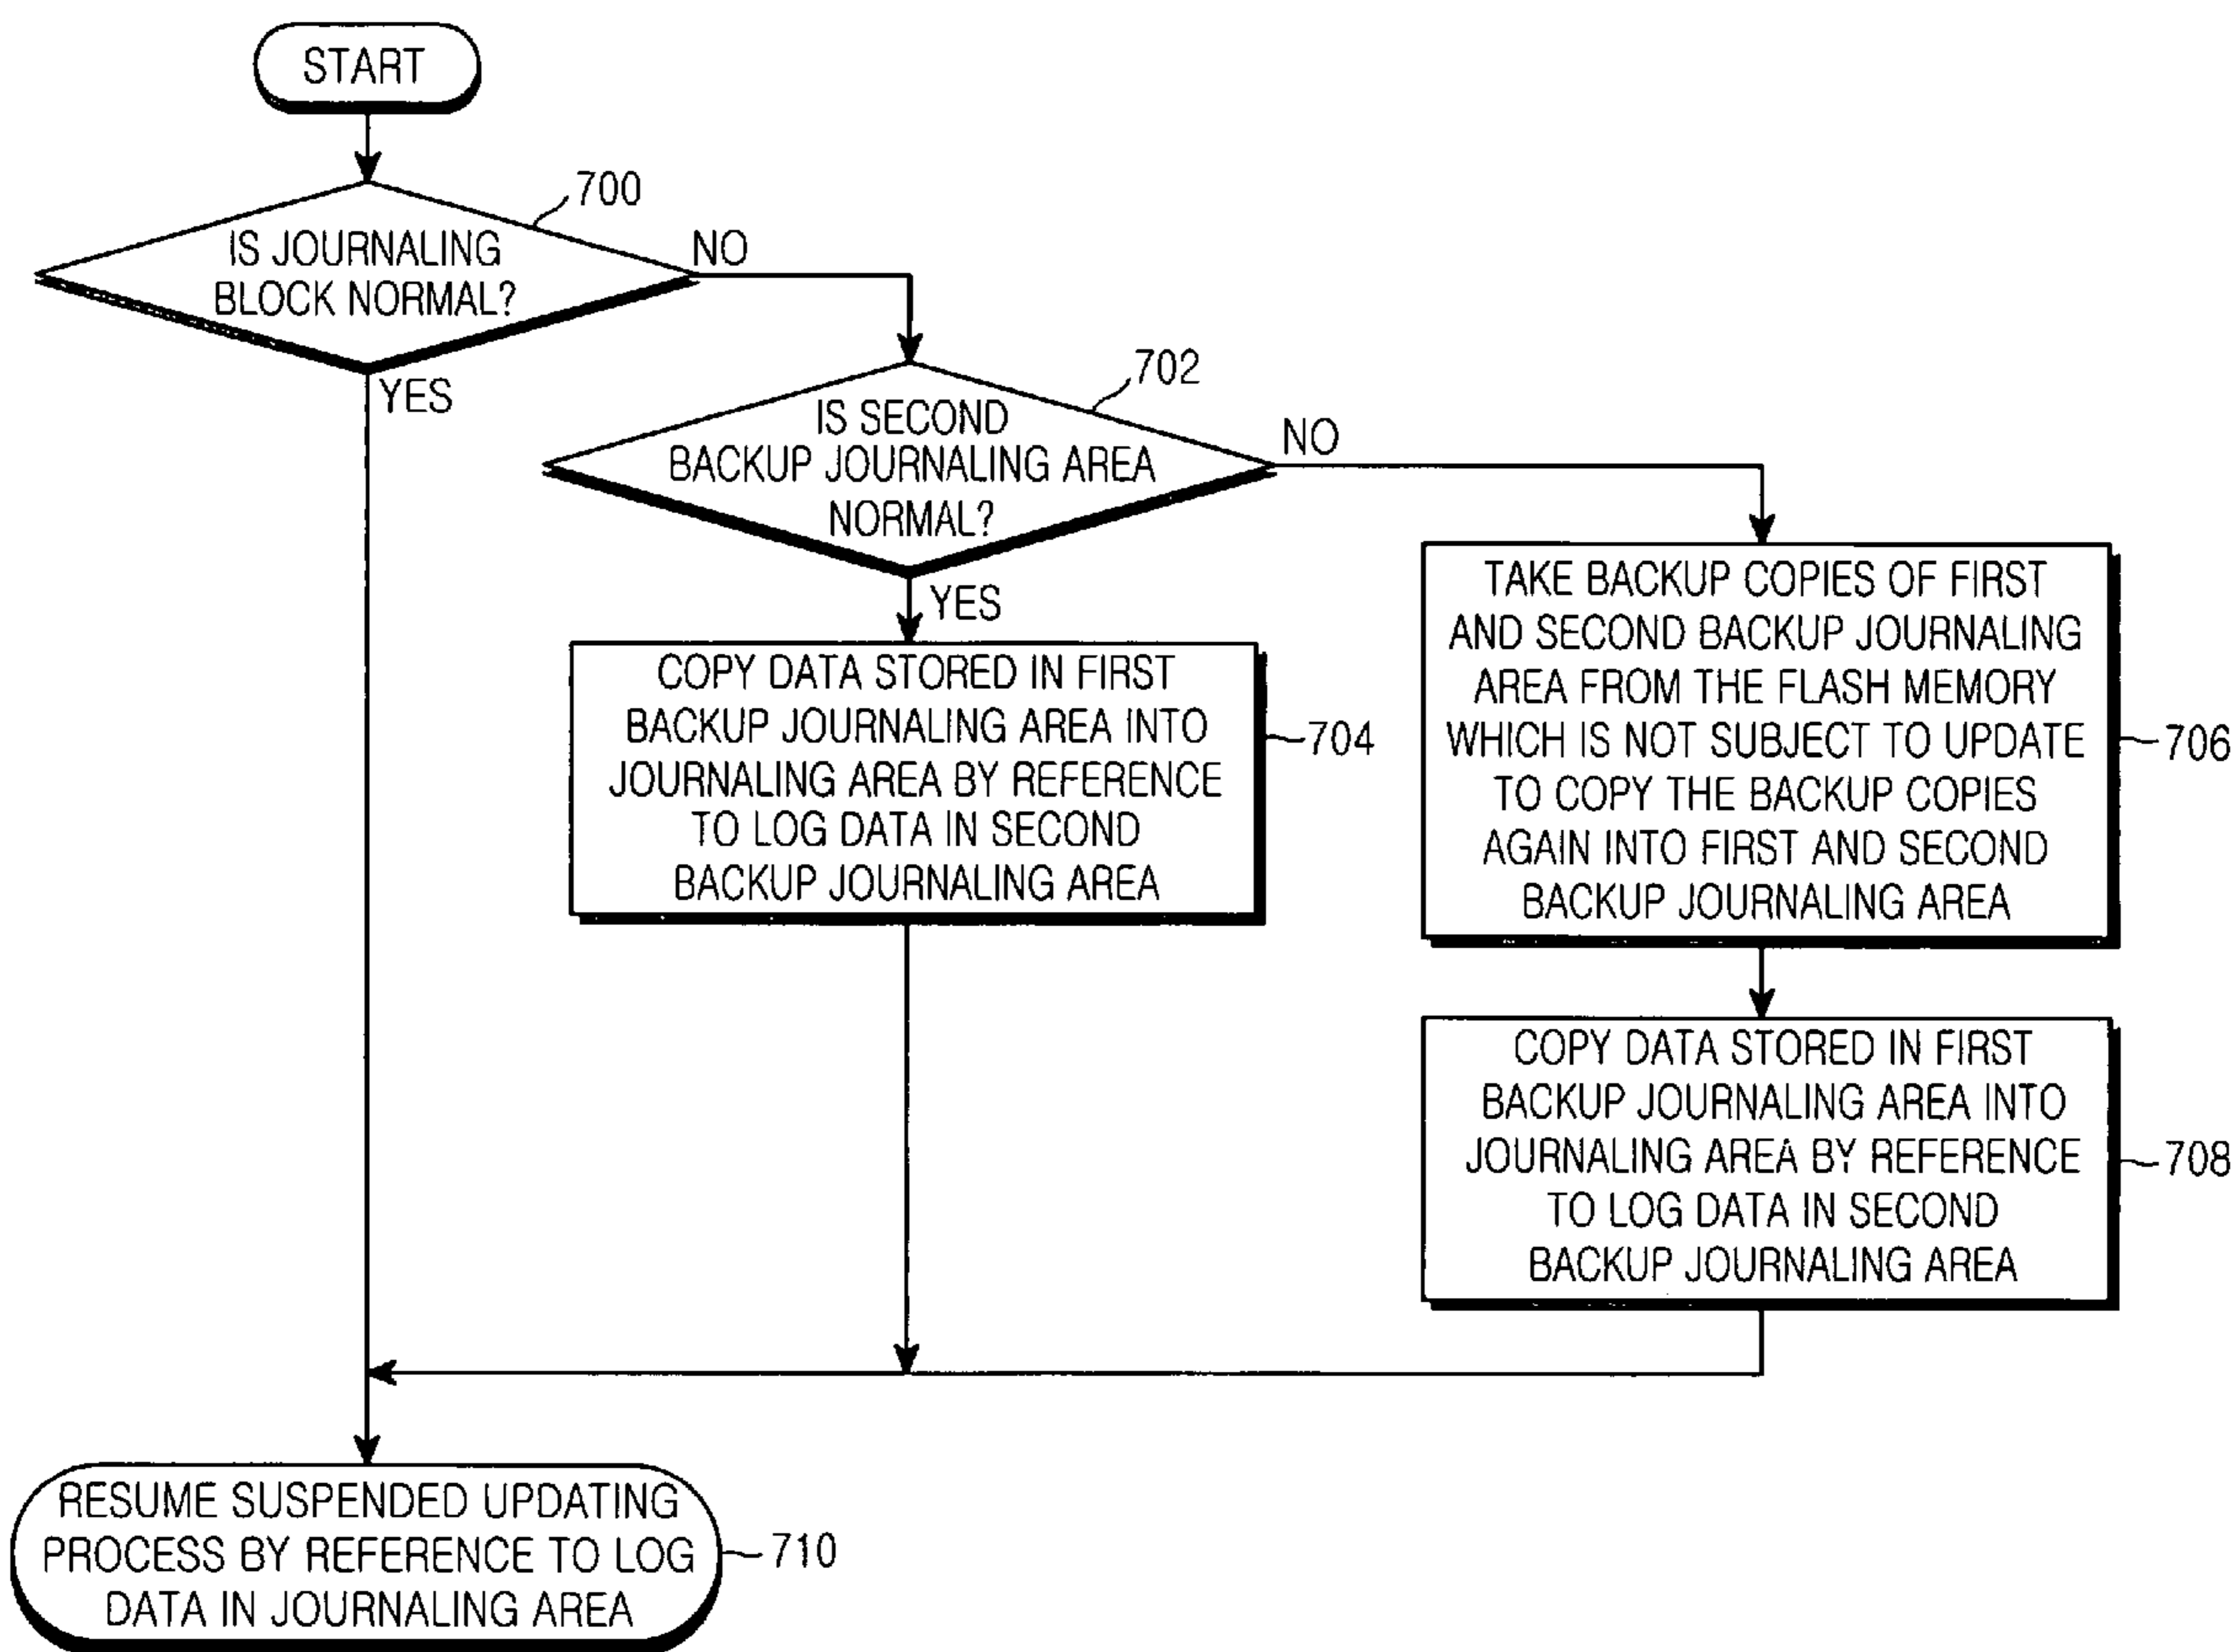 START
700
IS JOURNALING
BLOCK NORMAL?
NO
YES
702
IS SECOND
BACKUP JOURNALING AREA
NORMAL?
NO
YES
COPY DATA STORED IN FIRST
BACKUP JOURNALING AREA INTO
JOURNALING AREA BY REFERENCE
TO LOG DATA IN SECOND
BACKUP JOURNALING AREA
704
TAKE BACKUP COPIES OF FIRST
AND SECOND BACKUP JOURNALING
AREA FROM THE FLASH MEMORY
WHICH IS NOT SUBJECT TO UPDATE
TO COPY THE BACKUP COPIES
AGAIN INTO FIRST AND SECOND
BACKUP JOURNALING AREA
706
COPY DATA STORED IN FIRST
BACKUP JOURNALING AREA INTO
JOURNALING AREA BY REFERENCE
TO LOG DATA IN SECOND
BACKUP JOURNALING AREA
708
RESUME SUSPENDED UPDATING
PROCESS BY REFERENCE TO LOG
DATA IN JOURNALING AREA
710